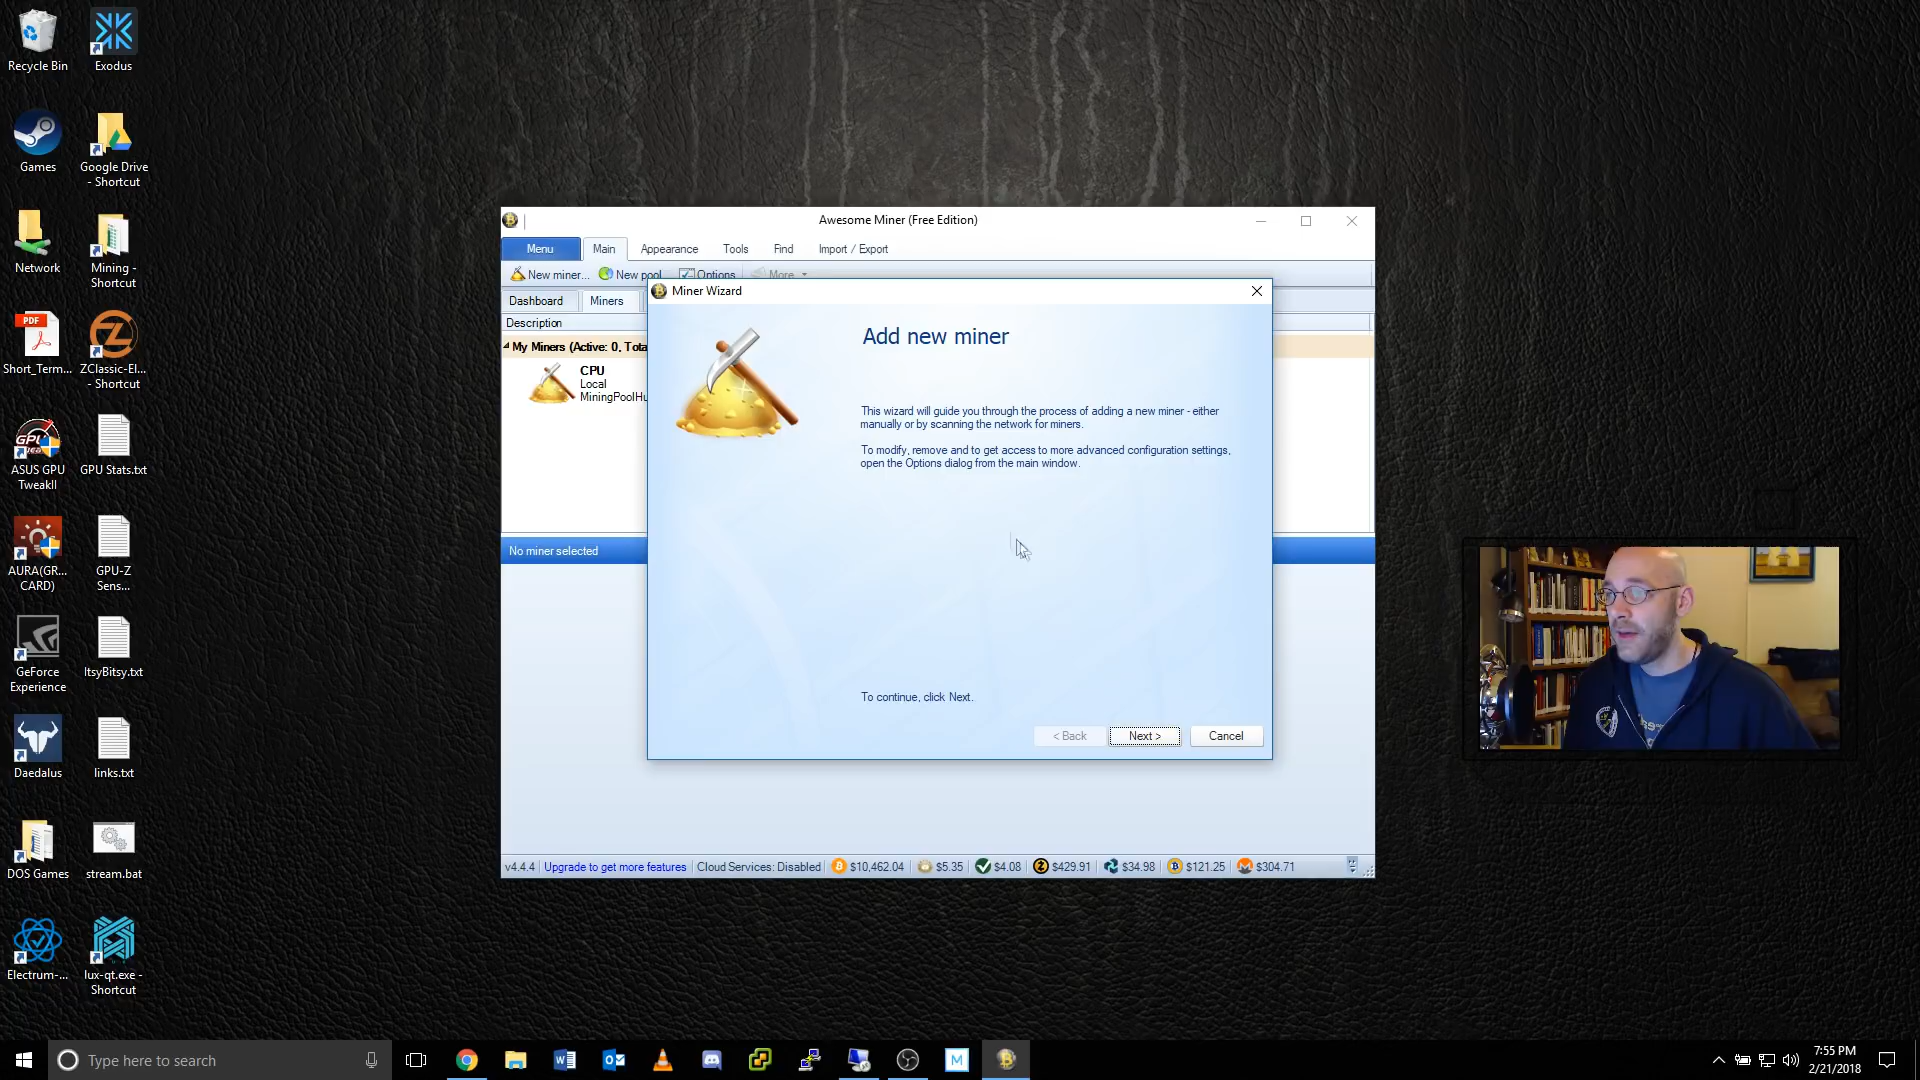 Recycle Bin
Exodus
Games
Google Drive
- Shortcut
Network
Mining -
Shortcut
PDF
Short_Term...
ZClassic-El...
- Shortcut
ASUS GPU
TweakII
GPU Stats.txt
AURA(GR...
CARD)
GPU-Z
Sens...
GeForce
Experience
ItsyBitsy.txt
Daedalus
links.txt
DOS Games
stream.bat
Electrum-...
lux-qt.exe -
Shortcut
Awesome Miner (Free Edition)
Menu
Main
Appearance
Tools
Find
Import / Export
New miner...
New pool
Options
More
Dashboard
Miners
Description
My Miners (Active: 0, Tota
CPU
Local
MiningPoolHu
No miner selected
Miner Wizard
Add new miner
This wizard will guide you through the process of adding a new miner - either
manually or by scanning the network for miners.
To modify, remove and to get access to more advanced configuration settings,
open the Options dialog from the main window.
To continue, click Next.
< Back
Next >
Cancel
v4.4.4
Upgrade to get more features
Cloud Services: Disabled
$10,462.04
$5.35
$4.08
$429.91
$34.98
$121.25
$304.71
Type here to search
7:55 PM
2/21/2018